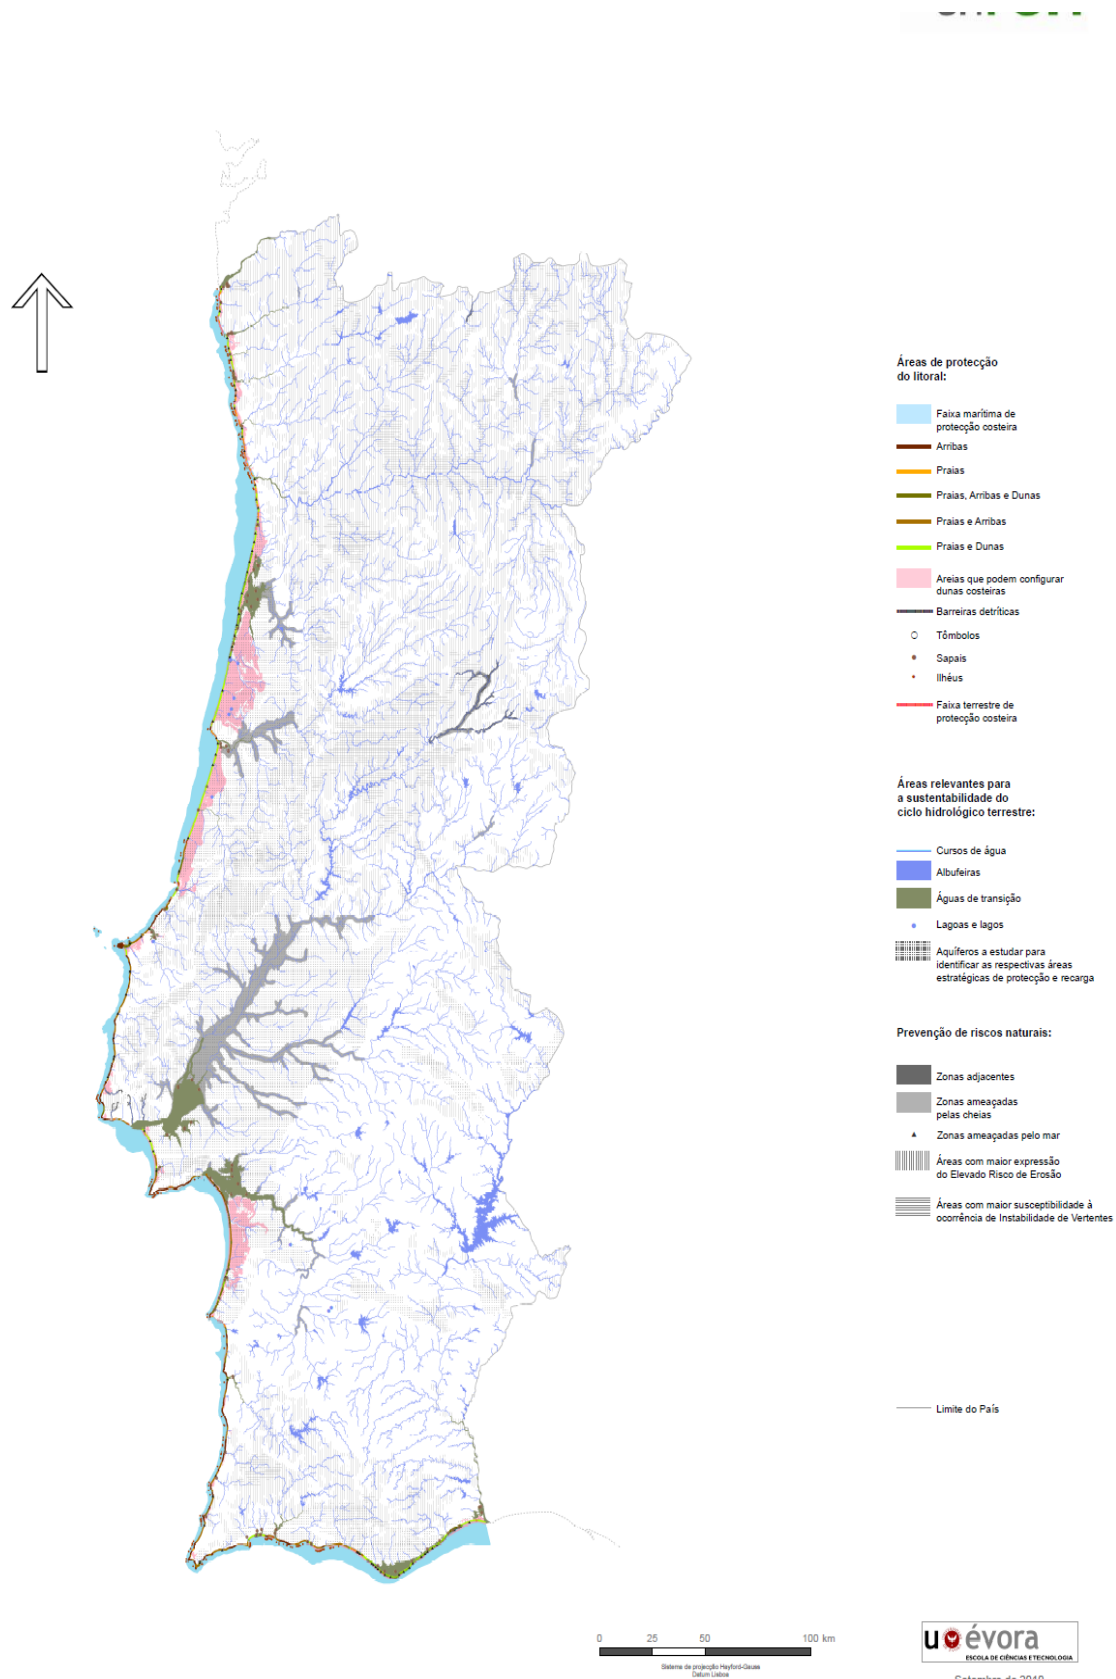 Áreas de protecção
do litoral:
Faixa marítima de
protecção costeira
Arribas
Praias
Praias, Arribas e Dunas
Praias e Arribas
Praias e Dunas
Areias que podem configurar
dunas costeiras
Barreiras detríticas
Tômbolos
Sapais
Ilhéus
Faixa terrestre de
protecção costeira
Áreas relevantes para
a sustentabilidade do
ciclo hidrológico terrestre:
Cursos de água
Albufeiras
Águas de transição
Lagoas e lagos
Aquíferos a estudar para
identificar as respectivas áreas
estratégicas de protecção e recarga
Prevenção de riscos naturais:
Zonas adjacentes
Zonas ameaçadas
pelas cheias
Zonas ameaçadas pelo mar
Áreas com maior expressão
do Elevado Risco de Erosão
Áreas com maior susceptibilidade à
ocorrência de Instabilidade de Vertentes
Limite do País
0 25 50 100 km
Sistema de projecção Hayford-Gauss
Datum Lisboa
u évora
ESCOLA DE CIÊNCIAS E TECNOLOGIA